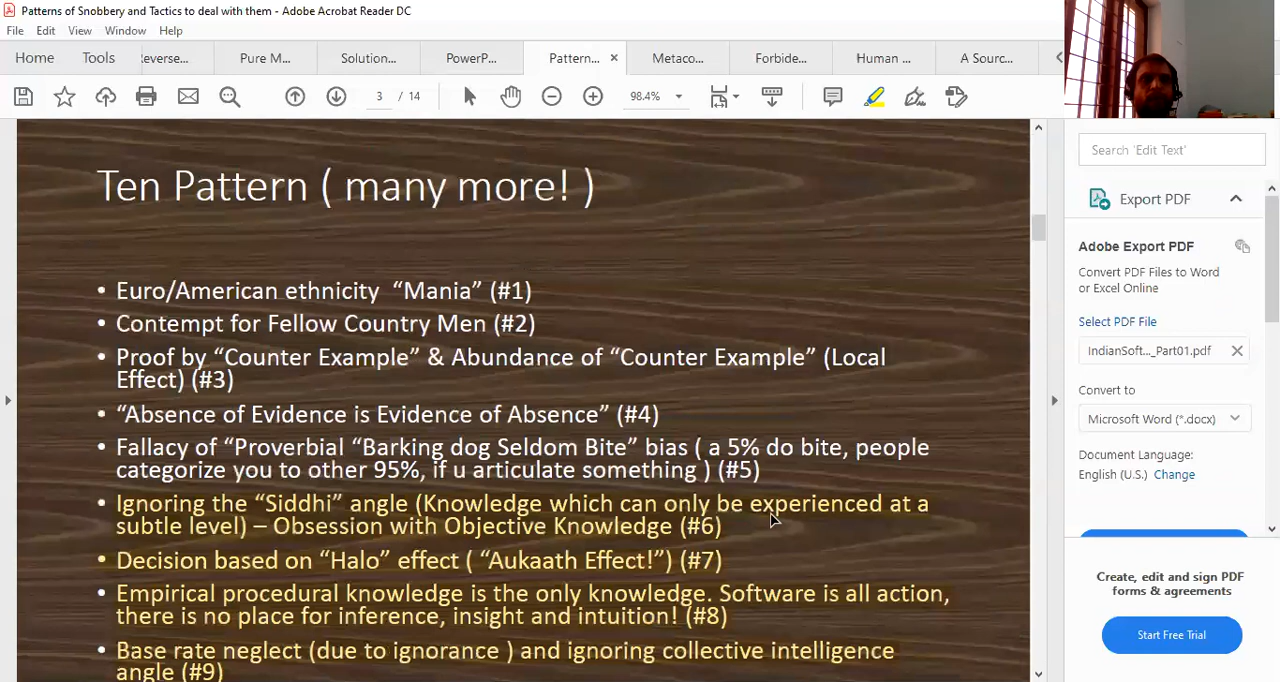 Patterns of Snobbery and Tactics to deal with them - Adobe Acrobat Reader DC
File Edit View Window Help
Home Tools everse... Pure M... Solution... PowerP... Pattern... × Metaco... Forbide... Human ... A Sourc...
3 / 14 98.4%
Search 'Edit Text'
Ten Pattern ( many more! )
Export PDF
Adobe Export PDF
Convert PDF Files to Word
or Excel Online
Select PDF File
IndianSoft..._Part01.pdf
Convert to
Microsoft Word (*.docx)
Document Language:
English (U.S.) Change
Create, edit and sign PDF
forms & agreements
Start Free Trial
• Euro/American ethnicity “Mania” (#1)
• Contempt for Fellow Country Men (#2)
• Proof by “Counter Example” & Abundance of “Counter Example” (Local
Effect) (#3)
• “Absence of Evidence is Evidence of Absence” (#4)
• Fallacy of “Proverbial “Barking dog Seldom Bite” bias ( a 5% do bite, people
categorize you to other 95%, if u articulate something ) (#5)
• Ignoring the “Siddhi” angle (Knowledge which can only be experienced at a
subtle level) – Obsession with Objective Knowledge (#6)
• Decision based on “Halo” effect ( “Aukaath Effect!”) (#7)
• Empirical procedural knowledge is the only knowledge. Software is all action,
there is no place for inference, insight and intuition! (#8)
• Base rate neglect (due to ignorance ) and ignoring collective intelligence
angle (#9)